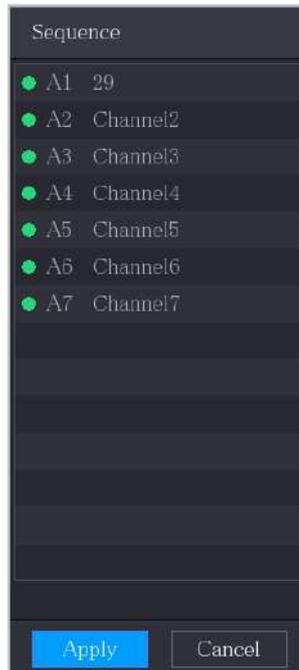 Sequence
A1 29
A2 Channel2
A3 Channel3
A4 Channel4
A5 Channel5
A6 Channel6
A7 Channel7
Apply Cancel